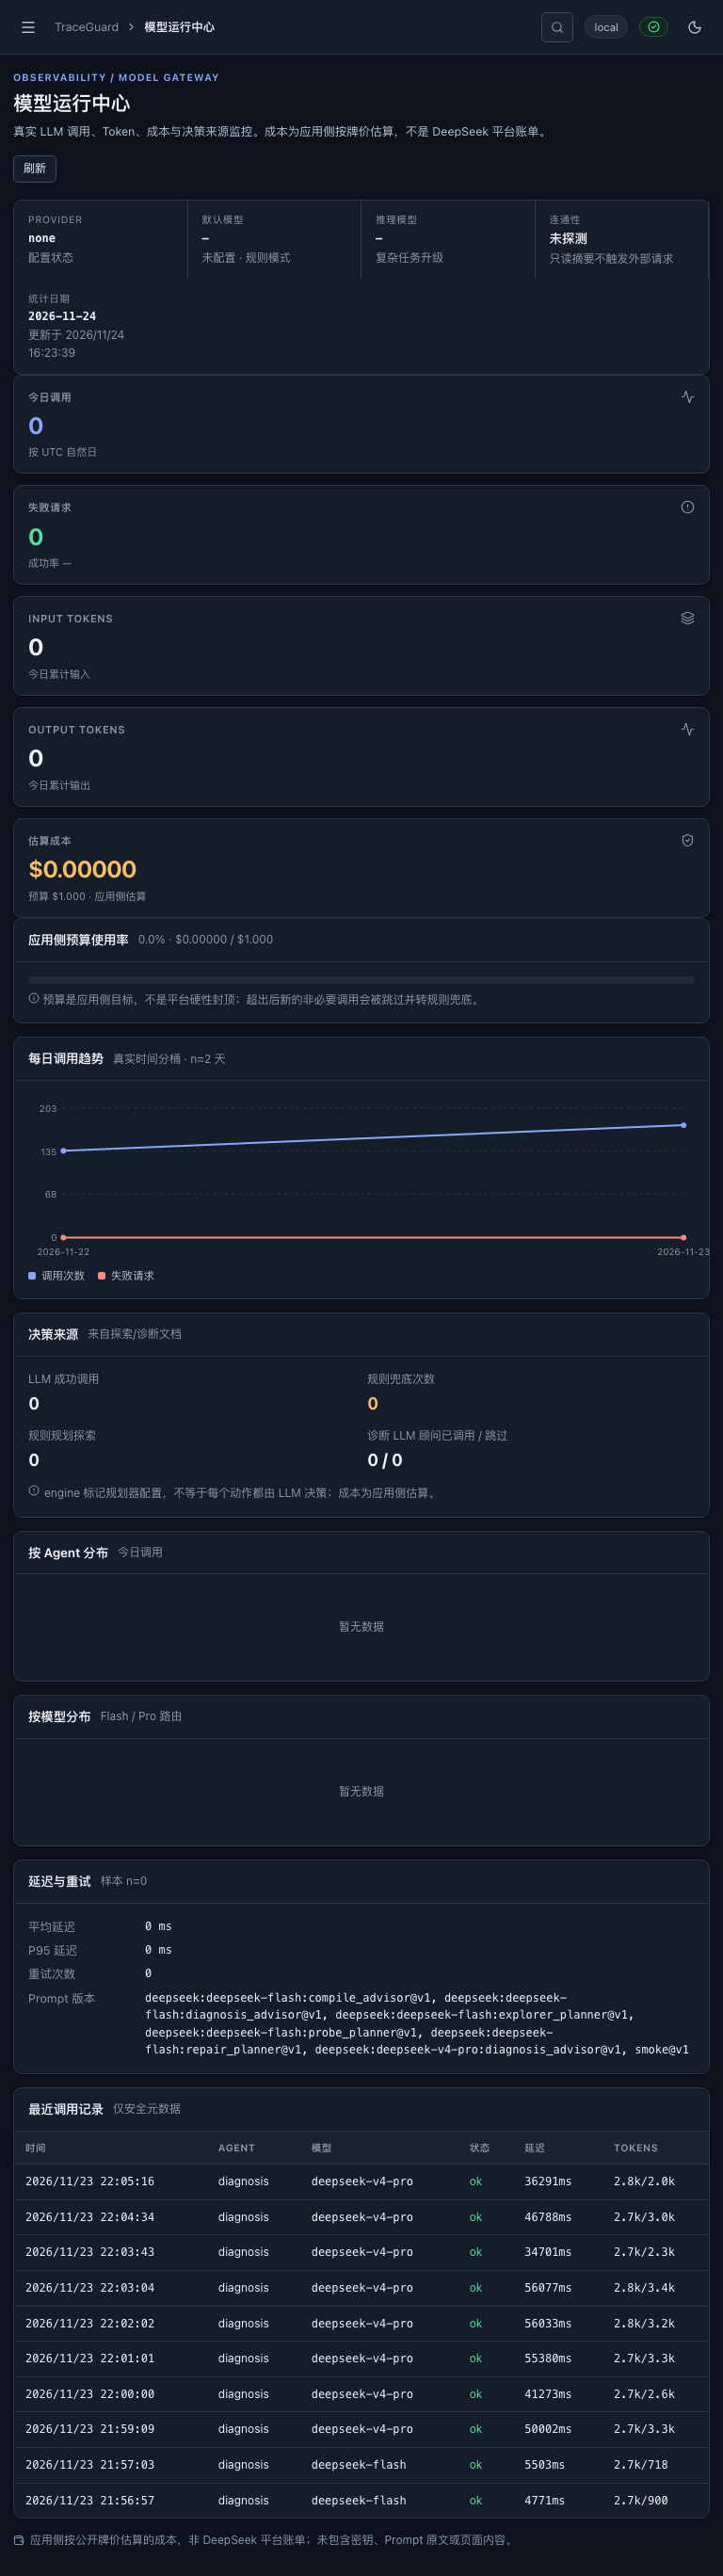 TraceGuard > 模型运行中心
local
OBSERVABILITY / MODEL GATEWAY
模型运行中心
真实 LLM 调用、Token、成本与决策来源监控。成本为应用侧按牌价估算，不是 DeepSeek 平台账单。
刷新
PROVIDER
none
配置状态
默认模型
—
未配置 · 规则模式
推理模型
—
复杂任务升级
连通性
未探测
只读摘要不触发外部请求
统计日期
2026-11-24
更新于 2026/11/24
16:23:39
今日调用
0
按 UTC 自然日
失败请求
0
成功率 —
INPUT TOKENS
0
今日累计输入
OUTPUT TOKENS
0
今日累计输出
估算成本
$0.00000
预算 $1.000 · 应用侧估算
应用侧预算使用率 0.0% · $0.00000 / $1.000
预算是应用侧目标，不是平台硬性封顶；超出后新的非必要调用会被跳过并转规则兜底。
每日调用趋势 真实时间分桶 · n=2 天
203
135
68
0
2026-11-22 2026-11-23
调用次数 失败请求
决策来源 来自探索/诊断文档
LLM 成功调用
0
规则兜底次数
0
规则规划探索
0
诊断 LLM 顾问已调用 / 跳过
0 / 0
engine 标记规划器配置，不等于每个动作都由 LLM 决策；成本为应用侧估算。
按 Agent 分布 今日调用
暂无数据
按模型分布 Flash / Pro 路由
暂无数据
延迟与重试 样本 n=0
平均延迟 0 ms
P95 延迟 0 ms
重试次数 0
Prompt 版本 deepseek:deepseek-flash:compile_advisor@v1, deepseek:deepseek-
flash:diagnosis_advisor@v1, deepseek:deepseek-flash:explorer_planner@v1,
deepseek:deepseek-flash:probe_planner@v1, deepseek:deepseek-
flash:repair_planner@v1, deepseek:deepseek-v4-pro:diagnosis_advisor@v1, smoke@v1
最近调用记录 仅安全元数据
时间 AGENT 模型 状态 延迟 TOKENS
2026/11/23 22:05:16 diagnosis deepseek-v4-pro ok 36291ms 2.8k/2.0k
2026/11/23 22:04:34 diagnosis deepseek-v4-pro ok 46788ms 2.7k/3.0k
2026/11/23 22:03:43 diagnosis deepseek-v4-pro ok 34701ms 2.7k/2.3k
2026/11/23 22:03:04 diagnosis deepseek-v4-pro ok 56077ms 2.8k/3.4k
2026/11/23 22:02:02 diagnosis deepseek-v4-pro ok 56033ms 2.8k/3.2k
2026/11/23 22:01:01 diagnosis deepseek-v4-pro ok 55380ms 2.7k/3.3k
2026/11/23 22:00:00 diagnosis deepseek-v4-pro ok 41273ms 2.7k/2.6k
2026/11/23 21:59:09 diagnosis deepseek-v4-pro ok 50002ms 2.7k/3.3k
2026/11/23 21:57:03 diagnosis deepseek-flash ok 5503ms 2.7k/718
2026/11/23 21:56:57 diagnosis deepseek-flash ok 4771ms 2.7k/900
应用侧按公开牌价估算的成本，非 DeepSeek 平台账单；未包含密钥、Prompt 原文或页面内容。